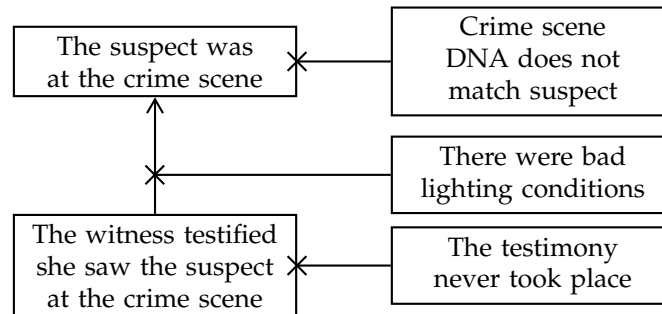 The suspect was
at the crime scene
Crime scene
DNA does not
match suspect
There were bad
lighting conditions
The witness testified
she saw the suspect
at the crime scene
The testimony
never took place